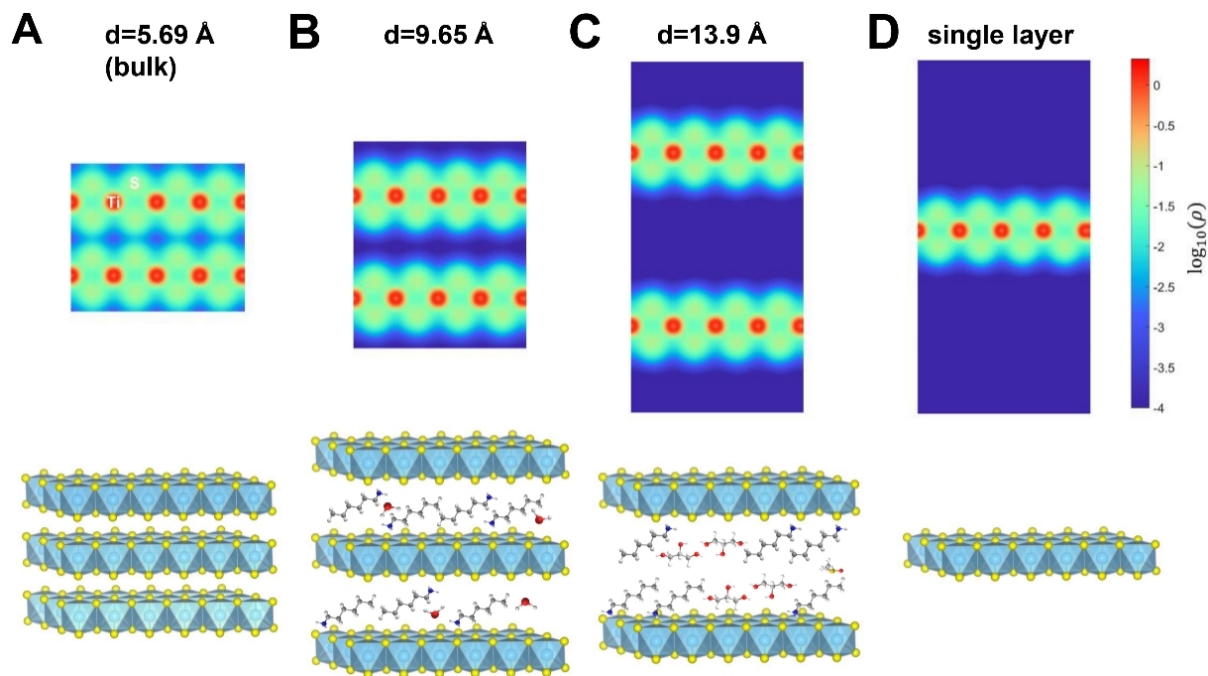 A
d=5.69 Å
(bulk)
B
d=9.65 Å
C
d=13.9 Å
D
single layer
S
Ti
0
-0.5
-1
-1.5
-2
-2.5
-3
-3.5
-4
log₁₀(ρ)